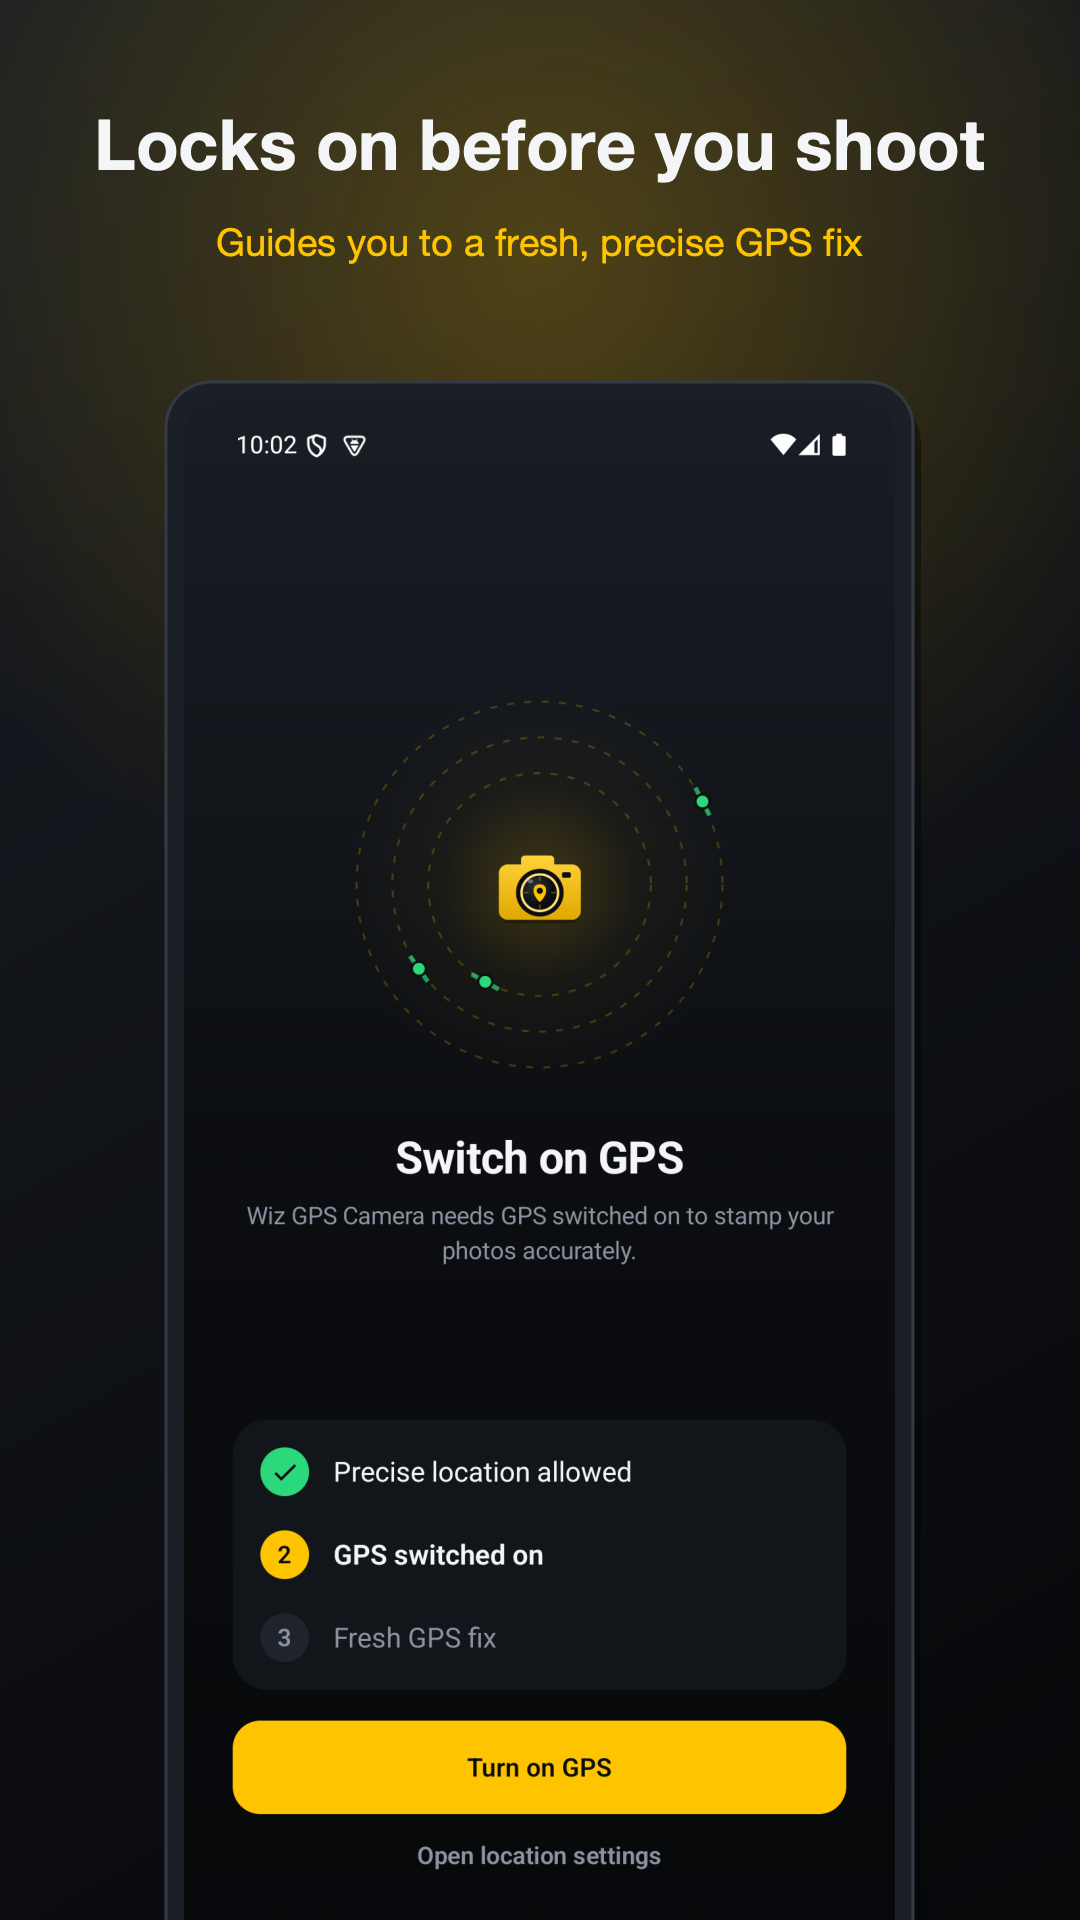 Locks on before you shoot
Guides you to a fresh, precise GPS fix
10:02
Switch on GPS
Wiz GPS Camera needs GPS switched on to stamp your
photos accurately.
Precise location allowed
2 GPS switched on
3 Fresh GPS fix
Turn on GPS
Open location settings